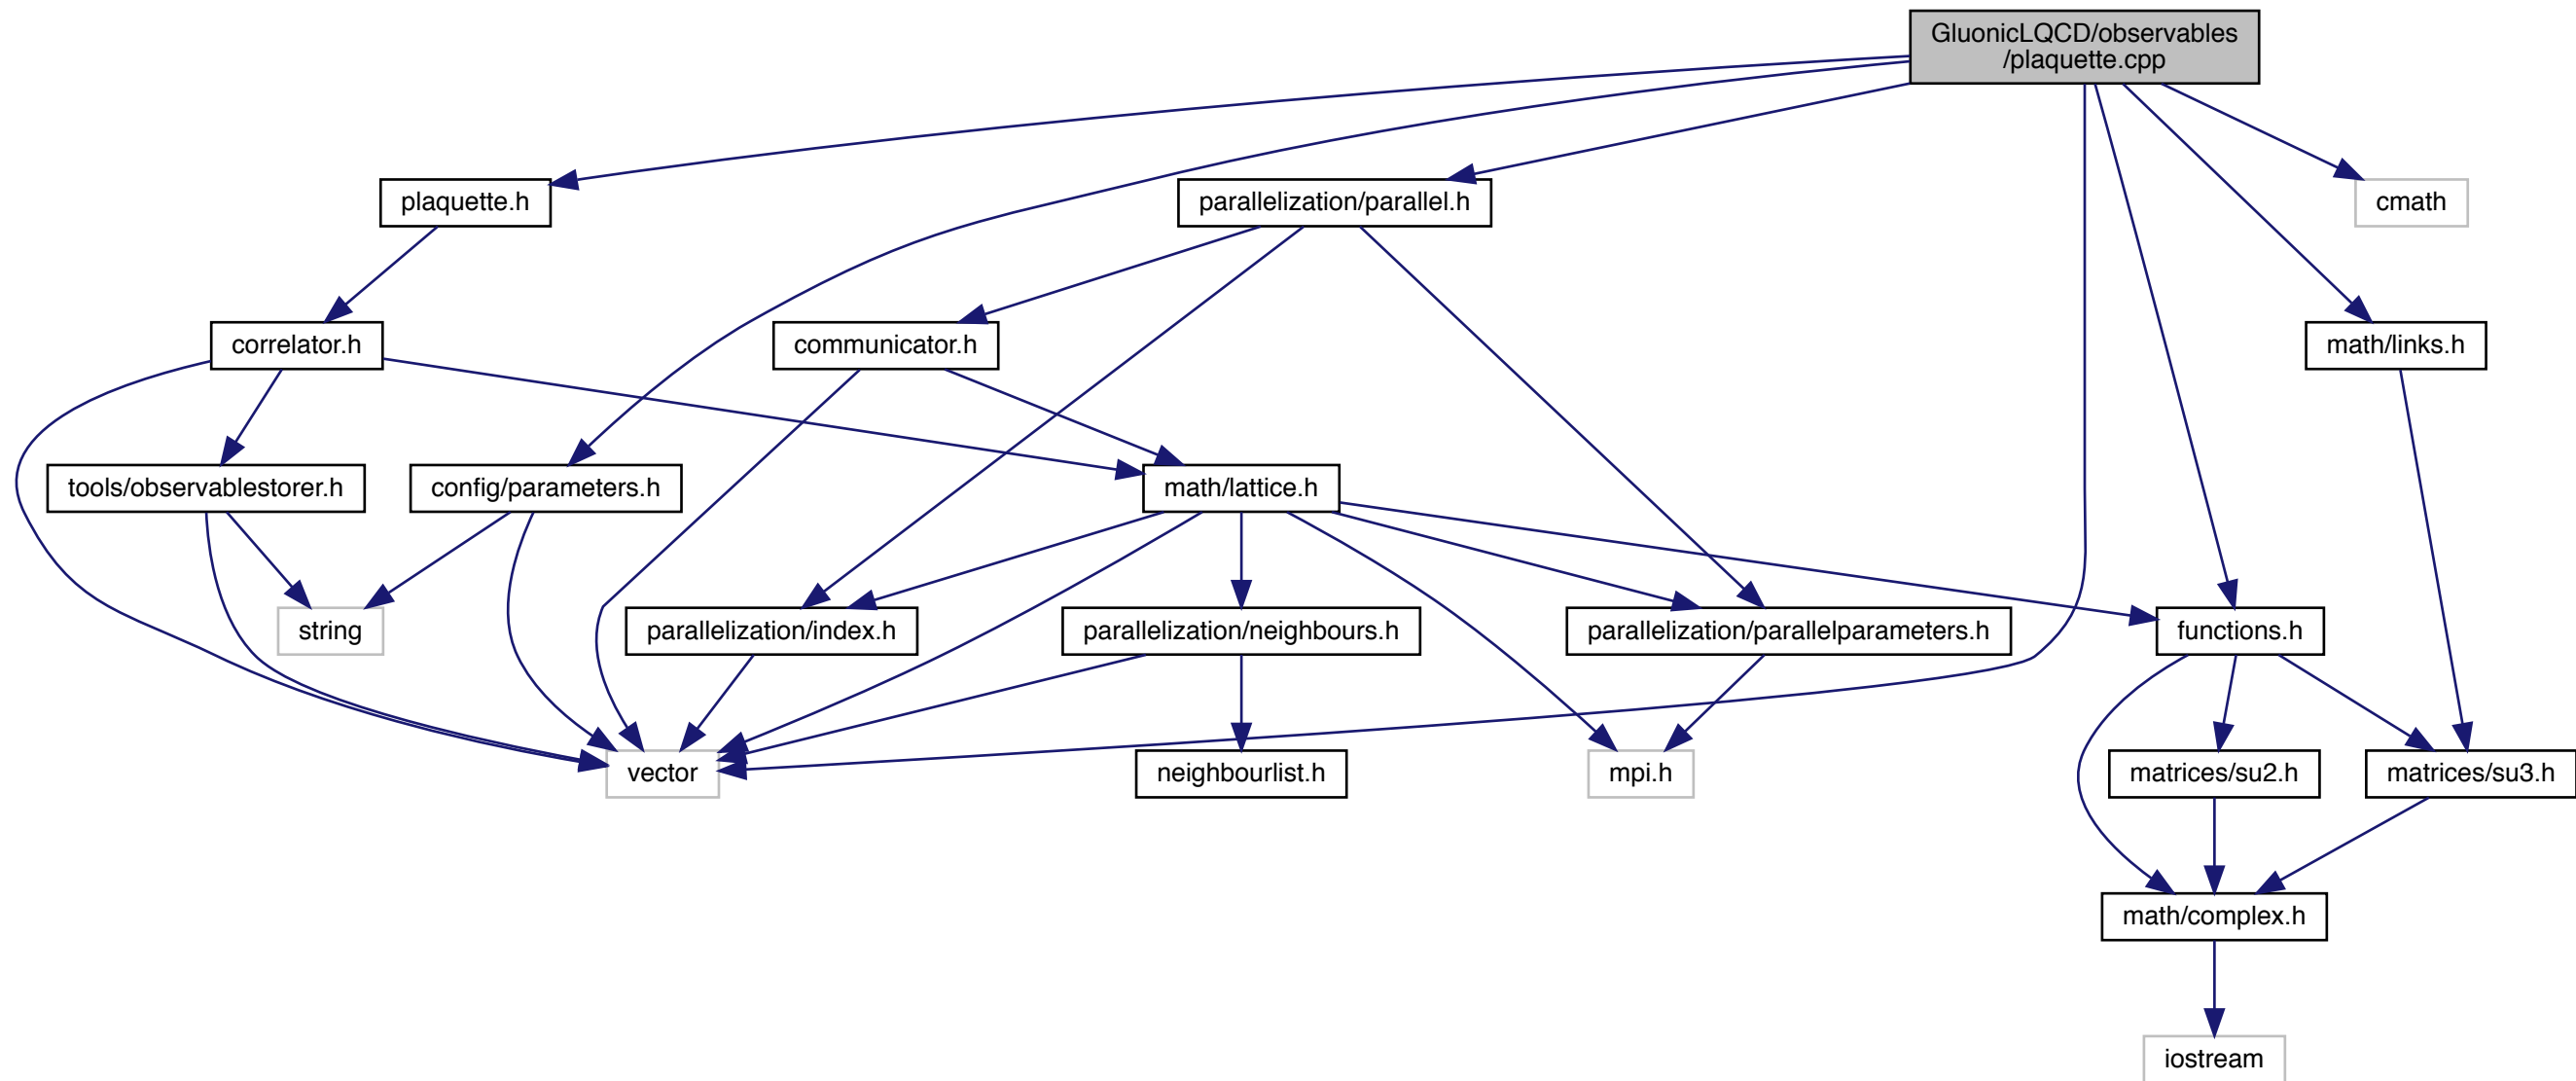 GluonicLQCD/observables
/plaquette.cpp
plaquette.h
parallelization/parallel.h
cmath
correlator.h
communicator.h
math/links.h
tools/observablestorer.h
config/parameters.h
math/lattice.h
string
parallelization/index.h
parallelization/neighbours.h
parallelization/parallelparameters.h
functions.h
vector
neighbourlist.h
mpi.h
matrices/su2.h
matrices/su3.h
math/complex.h
iostream